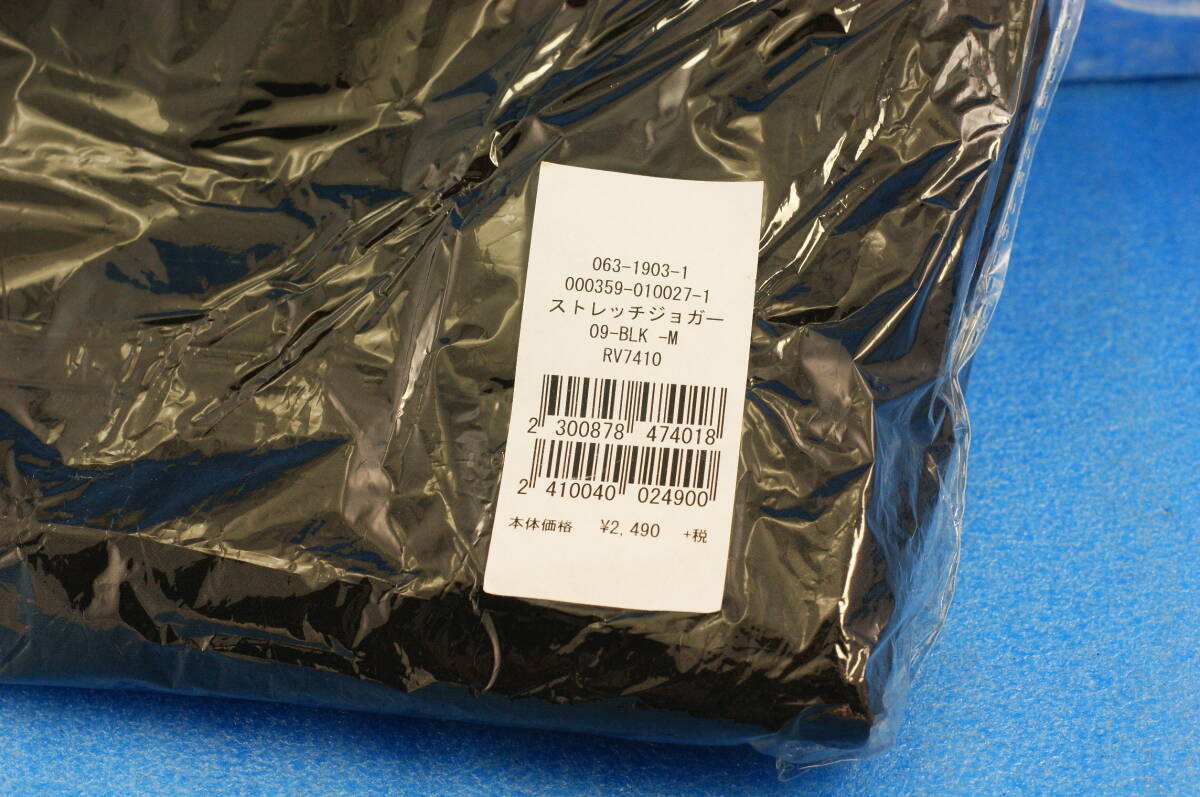 063-1903-1
000359-010027-1
ストレッチジョガー
09-BLK -M
RV7410
2 300878 474018
2 410040 024900
本体価格 ¥2,490 +税